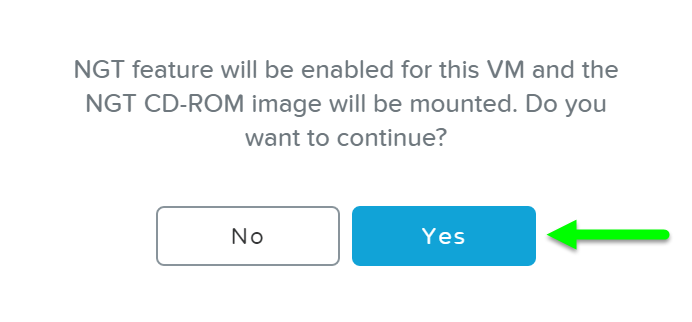 NGT feature will be enabled for this VM and the
NGT CD-ROM image will be mounted. Do you
want to continue?
No
Yes